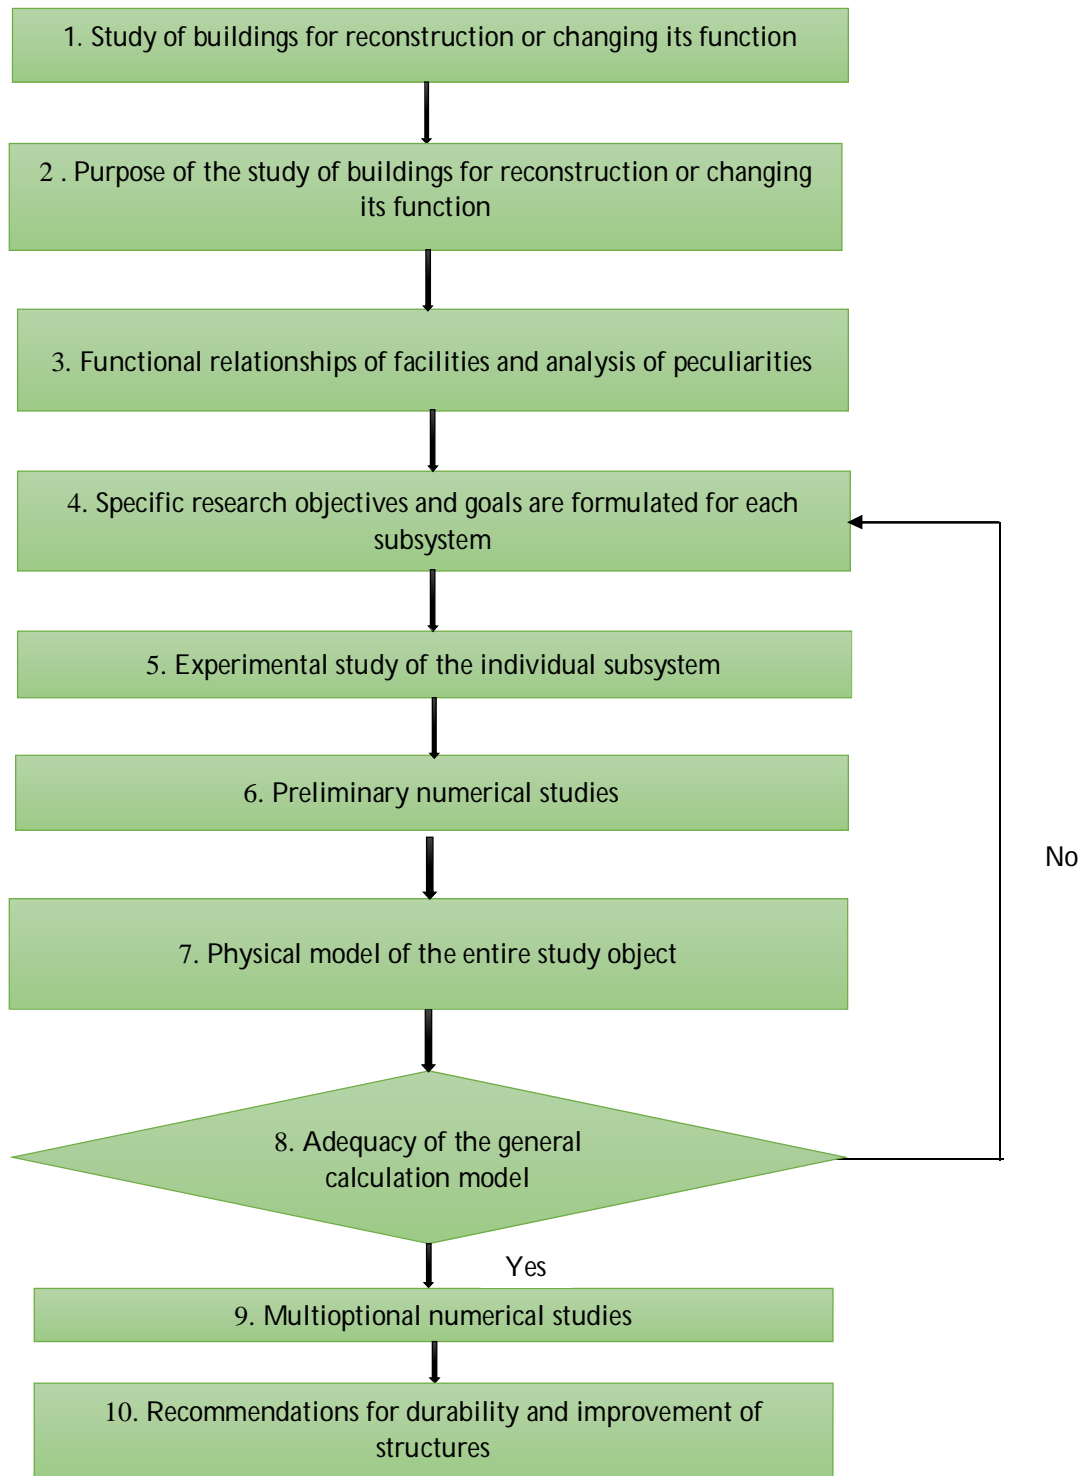 1. Study of buildings for reconstruction or changing its function
2 . Purpose of the study of buildings for reconstruction or changing
its function
3. Functional relationships of facilities and analysis of peculiarities
4. Specific research objectives and goals are formulated for each
subsystem
5. Experimental study of the individual subsystem
6. Preliminary numerical studies
No
7. Physical model of the entire study object
8. Adequacy of the general
calculation model
Yes
9. Multioptional numerical studies
10. Recommendations for durability and improvement of
structures